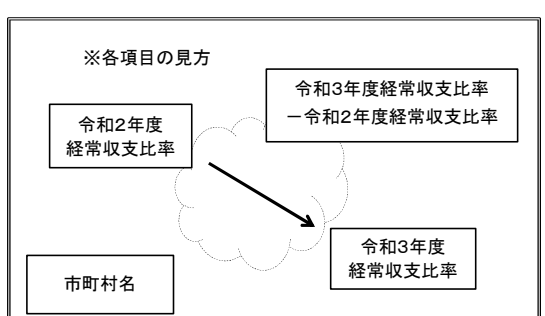 ※各項目の見方
令和3年度経常収支比率
－令和2年度経常収支比率
令和2年度
経常収支比率
令和3年度
経常収支比率
市町村名